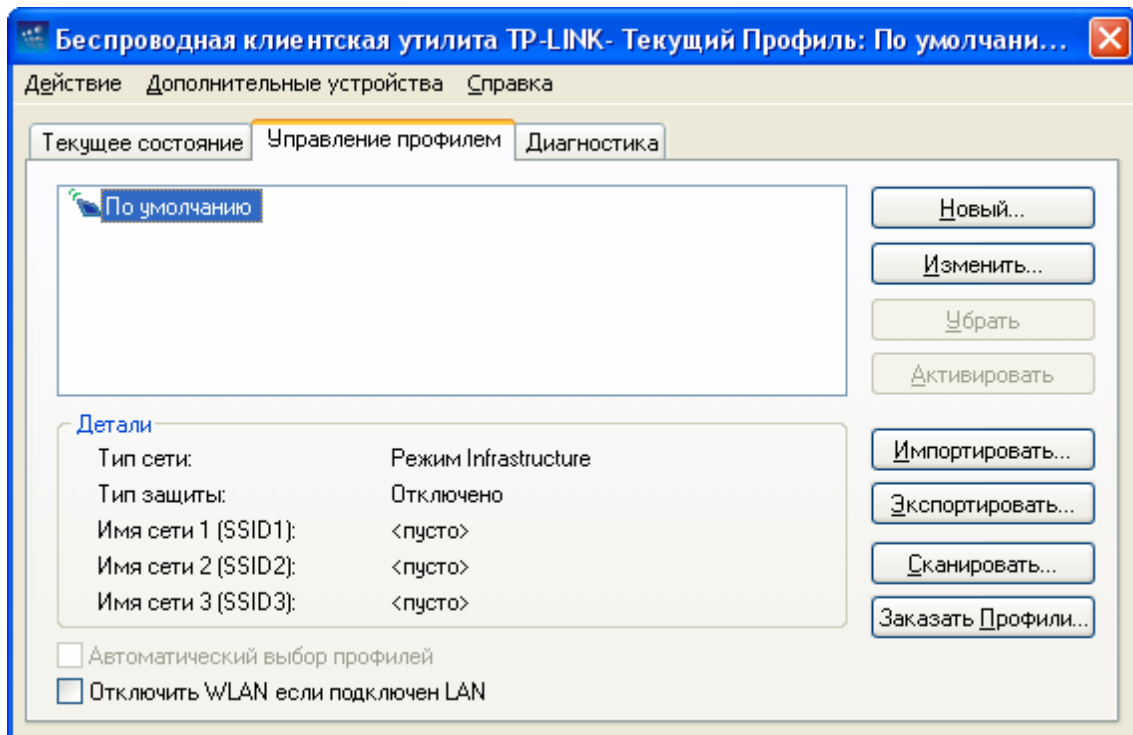 Беспроводная клиентская утилита TP-LINK- Текущий Профиль: По умолчани...
Действие Дополнительные устройства Справка
Текущее состояние Управление профилем Диагностика
По умолчанию
Новый...
Изменить...
Убрать
Активировать
Детали
Тип сети: Режим Infrastructure
Тип защиты: Отключено
Имя сети 1 (SSID1): <пусто>
Имя сети 2 (SSID2): <пусто>
Имя сети 3 (SSID3): <пусто>
Импортировать...
Экспортировать...
Сканировать...
Заказать Профили...
Автоматический выбор профилей
Отключить WLAN если подключен LAN